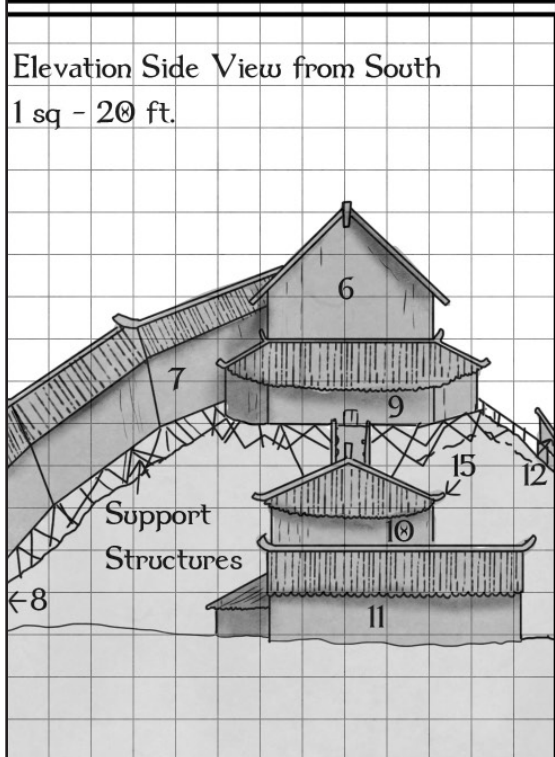 Elevation Side View from South
1 sq - 20 ft.
6
7
9
15
12
Support
10
Structures
8
11